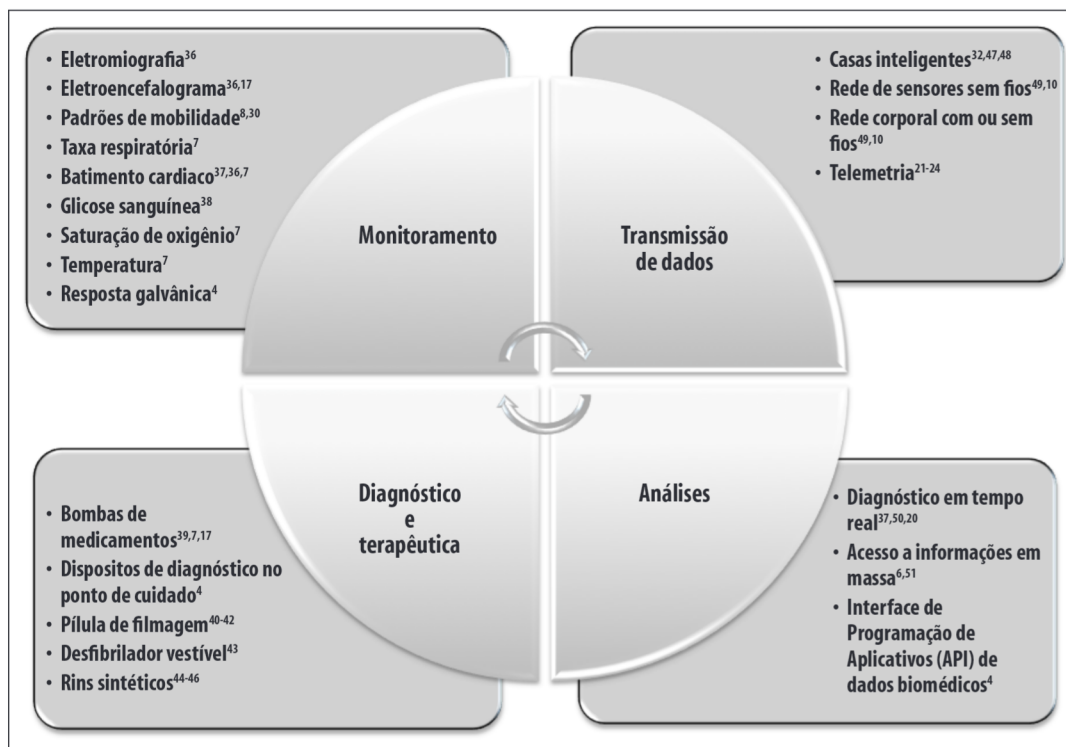 • Eletromiografia36
• Eletroencefalograma36,17
• Padrões de mobilidade8,30
• Taxa respiratória7
• Batimento cardiaco37,36,7
• Glicose sanguínea38
• Saturação de oxigênio7
• Temperatura7
• Resposta galvânica4
Monitoramento
• Casas inteligentes32,47,48
• Rede de sensores sem fios49,10
• Rede corporal com ou sem
fios49,10
• Telemetria21-24
Transmissão
de dados
• Bombas de
medicamentos39,7,17
• Dispositos de diagnóstico no
ponto de cuidado4
• Pílula de filmagem40-42
• Desfibrilador vestível43
• Rins sintéticos44-46
Diagnóstico
e
terapêutica
Análises
• Diagnóstico em tempo
real37,50,20
• Acesso a informações em
massa6,51
• Interface de
Programação de
Aplicativos (API) de
dados biomédicos4